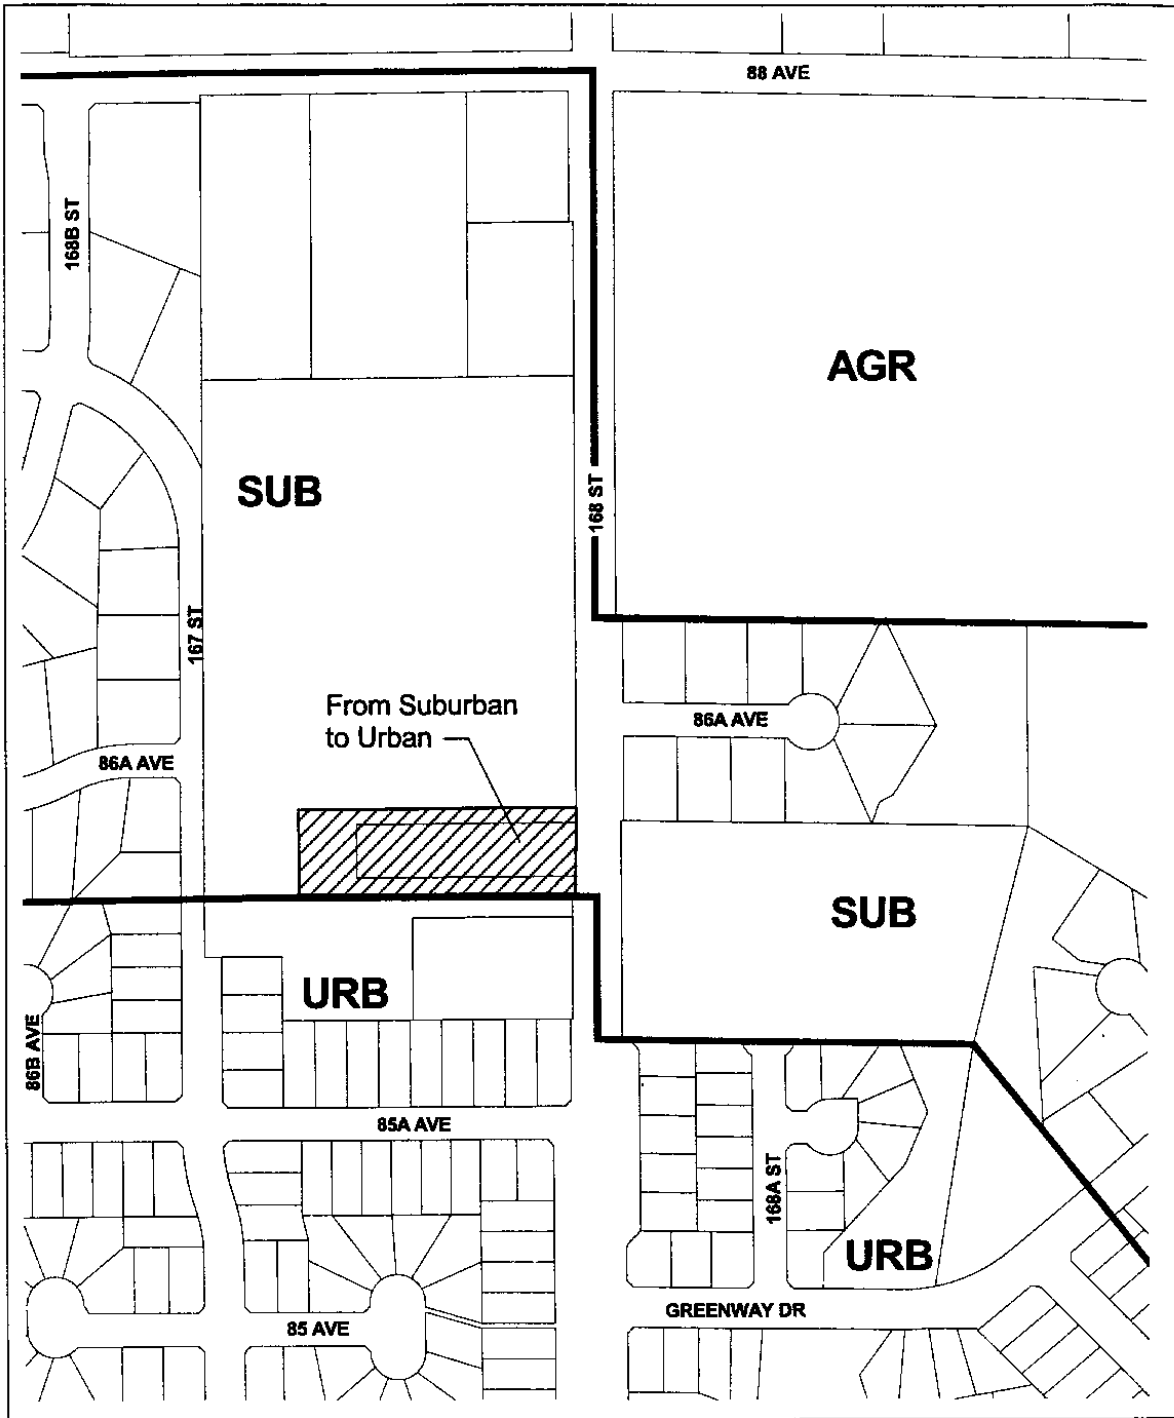 88 AVE
168B ST
AGR
SUB
168 ST
167 ST
From Suburban
to Urban
86A AVE
86A AVE
SUB
URB
86B AVE
85A AVE
168A ST
URB
GREENWAY DR
85 AVE